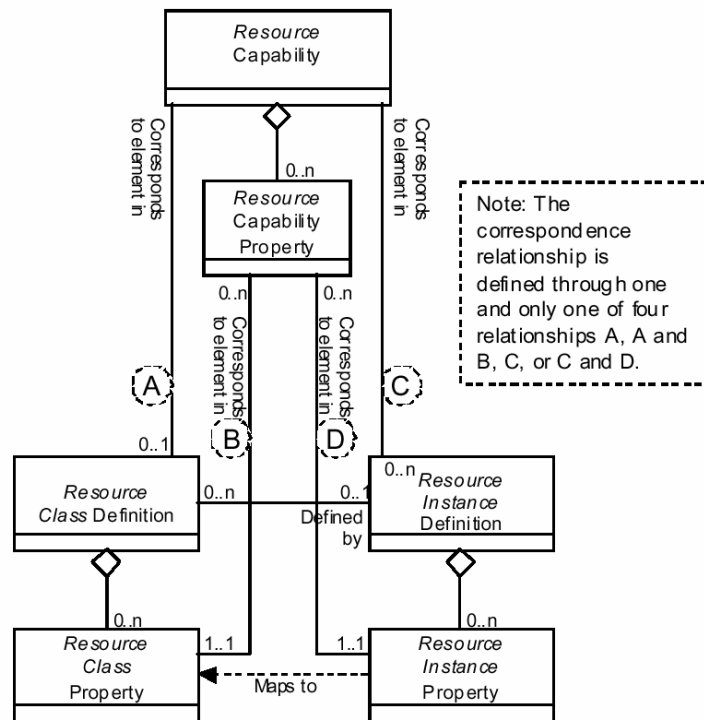 Resource
Capability
Corresponds
to element in
Corresponds
to element in
0..n
Resource
Capability
Property
Note: The
correspondence
relationship is
defined through one
and only one of four
relationships A, A and
B, C, or C and D.
0..n
0..n
Corresponds
to element in
Corresponds
to element in
A
C
B
D
0..1
0..n
Resource
Class Definition
0..n
0..1
Defined
by
Resource
Instance
Definition
0..n
0..n
Resource
Class
Property
1..1
1..1
Maps to
Resource
Instance
Property